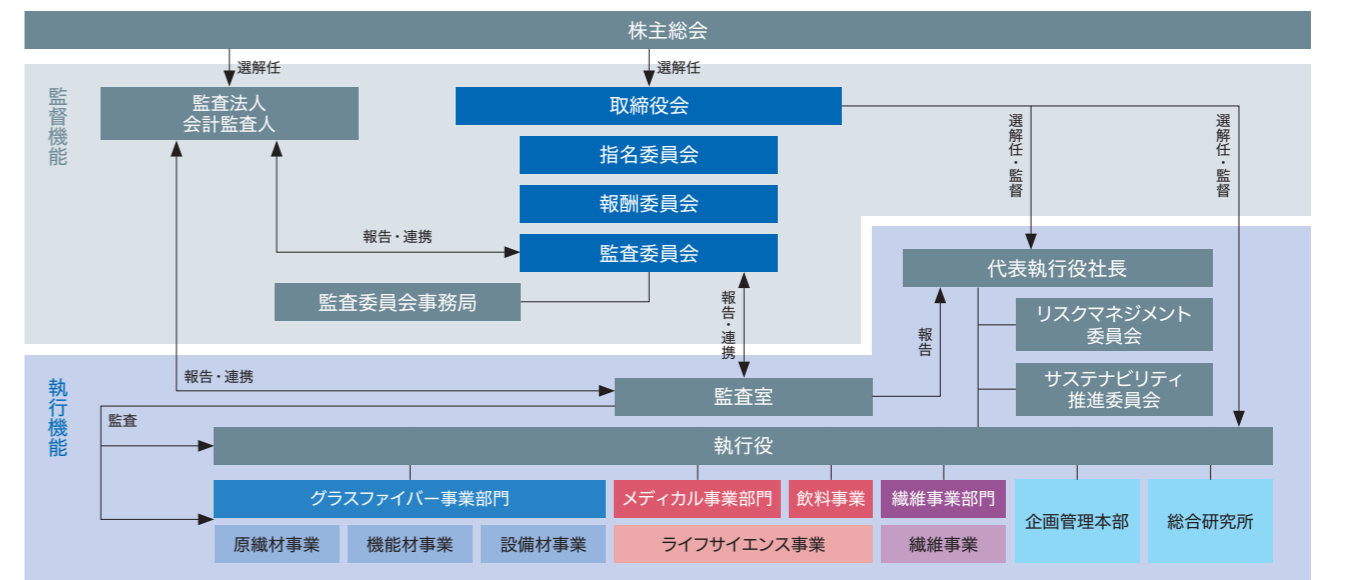 株主総会
選解任
選解任
監督機能
監査法人
会計監査人
取締役会
選解任・監督
選解任・監督
指名委員会
報酬委員会
報告・連携
監査委員会
代表執行役社長
監査委員会事務局
報告・連携
リスクマネジメント
委員会
報告
報告・連携
サステナビリティ
推進委員会
執行機能
監査室
監査
執行役
グラスファイバー事業部門
メディカル事業部門
飲料事業
繊維事業部門
企画管理本部
総合研究所
原繊材事業
機能材事業
設備材事業
ライフサイエンス事業
繊維事業